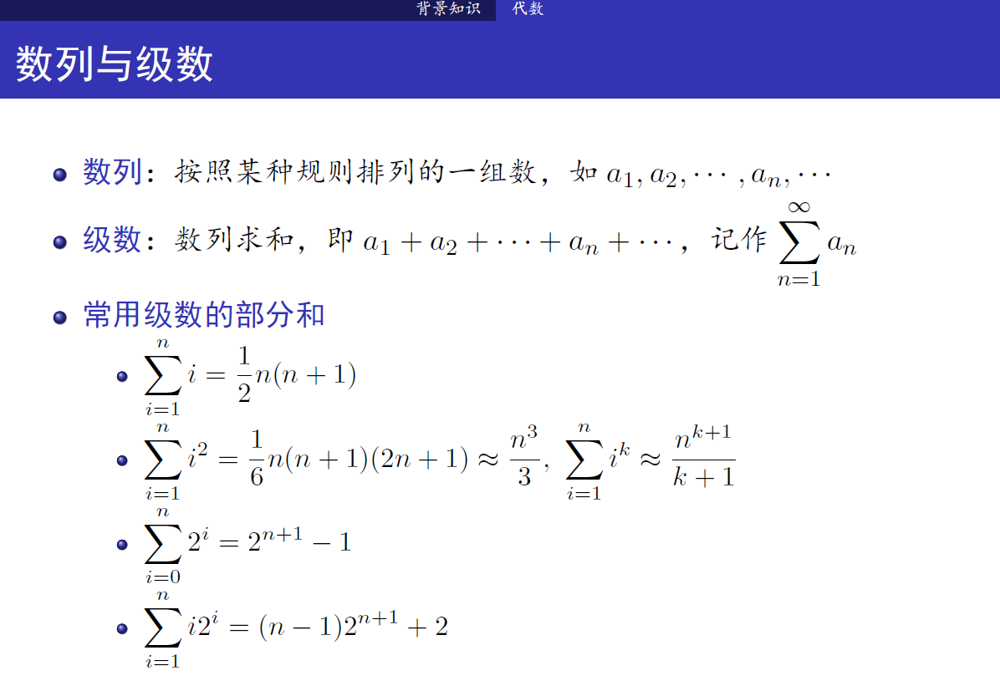 背景知识 代数
数列与级数
数列：按照某种规则排列的一组数，如 $a_1, a_2, \cdots, a_n, \cdots$
级数：数列求和，即 $a_1 + a_2 + \cdots + a_n + \cdots$，记作 $\sum_{n=1}^{\infty} a_n$
常用级数的部分和
$\sum_{i=1}^{n} i = \frac{1}{2}n(n+1)$
$\sum_{i=1}^{n} i^2 = \frac{1}{6}n(n+1)(2n+1) \approx \frac{n^3}{3}, \sum_{i=1}^{n} i^k \approx \frac{n^{k+1}}{k+1}$
$\sum_{i=0}^{n} 2^i = 2^{n+1} - 1$
$\sum_{i=1}^{n} i2^i = (n-1)2^{n+1} + 2$